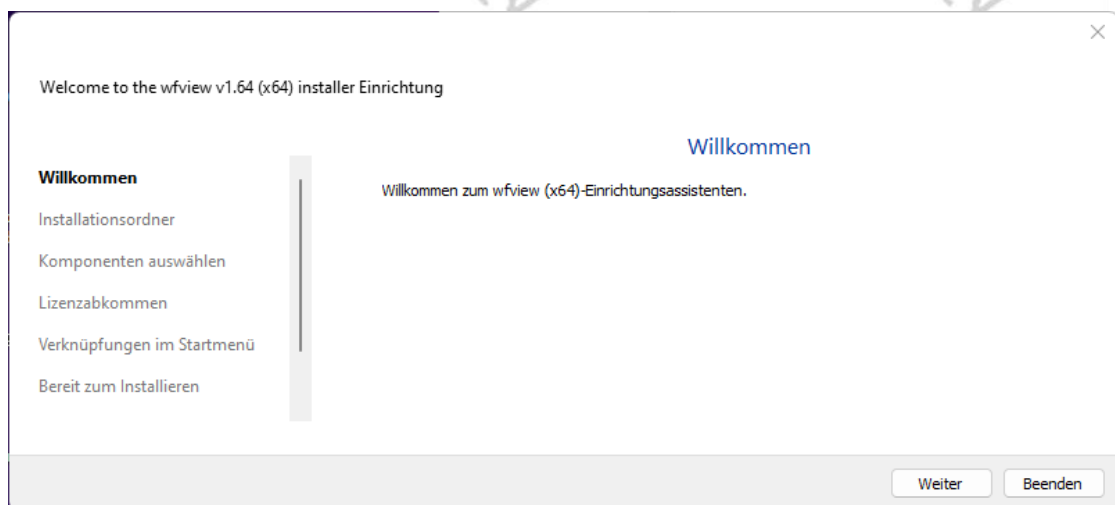 Welcome to the wfview v1.64 (x64) installer Einrichtung
Willkommen
Installationsordner
Komponenten auswählen
Lizenzabkommen
Verknüpfungen im Startmenü
Bereit zum Installieren
Willkommen
Willkommen zum wfview (x64)-Einrichtungsassistenten.
Weiter
Beenden